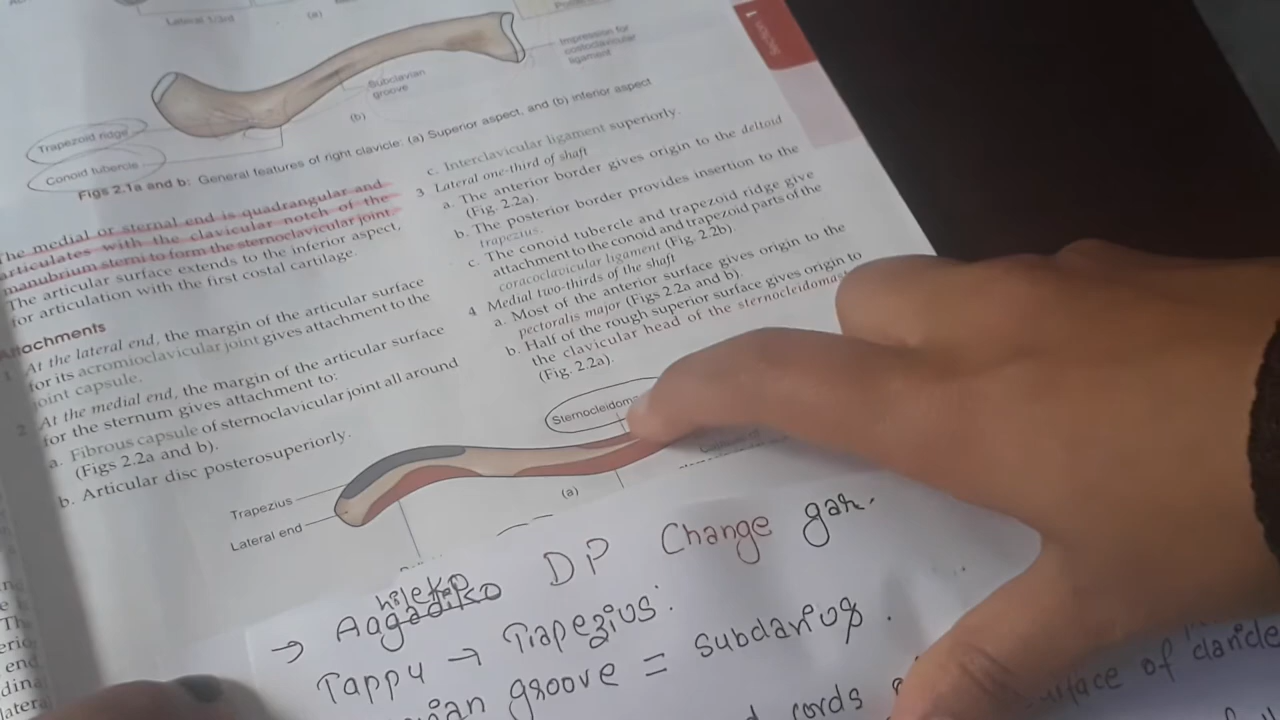 Lateral 1/3rd
(a)
Section 1
Impression for
costoclavicular
ligament
Subclavian
groove
(b)
Trapezoid ridge
Conoid tubercle
Figs 2.1a and b: General features of right clavicle: (a) Superior aspect, and (b) inferior aspect
The medial or sternal end is quadrangular and
articulates with the clavicular notch of the
manubrium sterni to form the sternoclavicular joint.
The articular surface extends to the inferior aspect,
for articulation with the first costal cartilage.
Attachments
1 At the lateral end, the margin of the articular surface
for its acromioclavicular joint gives attachment to the
joint capsule.
2 At the medial end, the margin of the articular surface
for the sternum gives attachment to:
a. Fibrous capsule of sternoclavicular joint all around
(Figs 2.2a and b).
b. Articular disc posterosuperiorly.
c. Interclavicular ligament superiorly.
3 Lateral one-third of shaft
a. The anterior border gives origin to the deltoid
(Fig. 2.2a).
b. The posterior border provides insertion to the
trapezius.
c. The conoid tubercle and trapezoid ridge give
attachment to the conoid and trapezoid parts of the
coracoclavicular ligament (Fig. 2.2b).
4 Medial two-thirds of the shaft
a. Most of the anterior surface gives origin to the
pectoralis major (Figs 2.2a and b).
b. Half of the rough superior surface gives origin to
the clavicular head of the sternocleidoma
(Fig. 2.2a).
Sternocleidom
Trapezius
Lateral end
(a)
DP Change gar.
Tappu → Trapezius.
groove =
cords
surface of